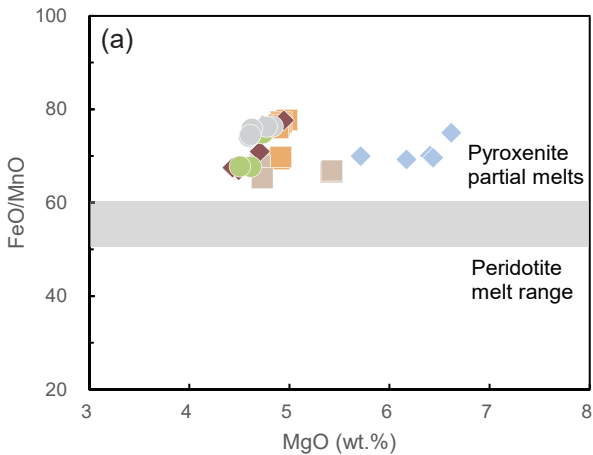 (a)
100
80
60
40
20
FeO/MnO
Pyroxenite
partial melts
Peridotite
melt range
3 4 5 6 7 8
MgO (wt.%)